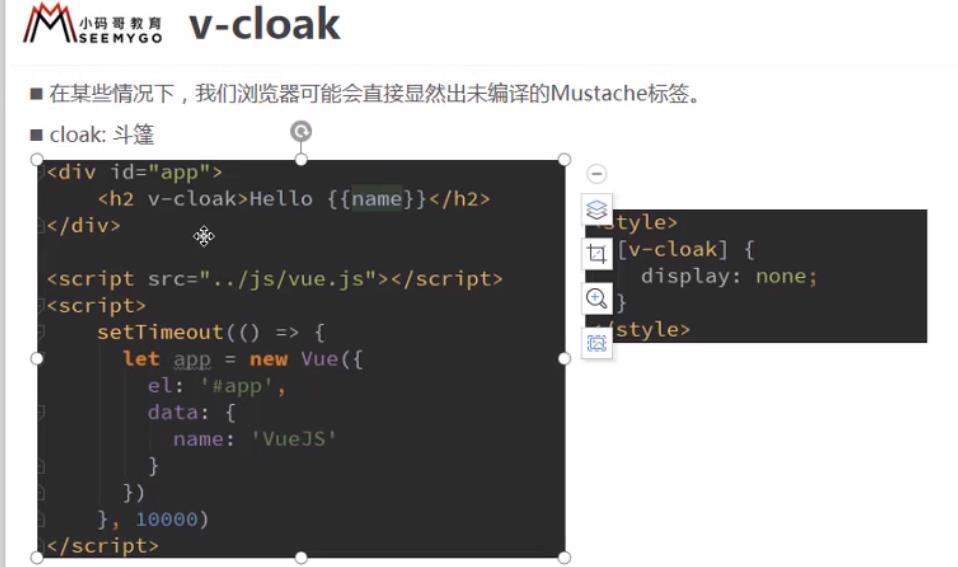 小码哥教育
SEEMYGO
v-cloak
■ 在某些情况下，我们浏览器可能会直接显然出未编译的Mustache标签。
■ cloak: 斗篷
<div id="app">
    <h2 v-cloak>Hello {{name}}</h2>
</div>
<script src="../js/vue.js"></script>
<script>
    setTimeout(() => {
      let app = new Vue({
        el: '#app',
        data: {
          name: 'VueJS'
        }
      })
    }, 10000)
</script>
style>
[v-cloak] {
  display: none;
}
/style>